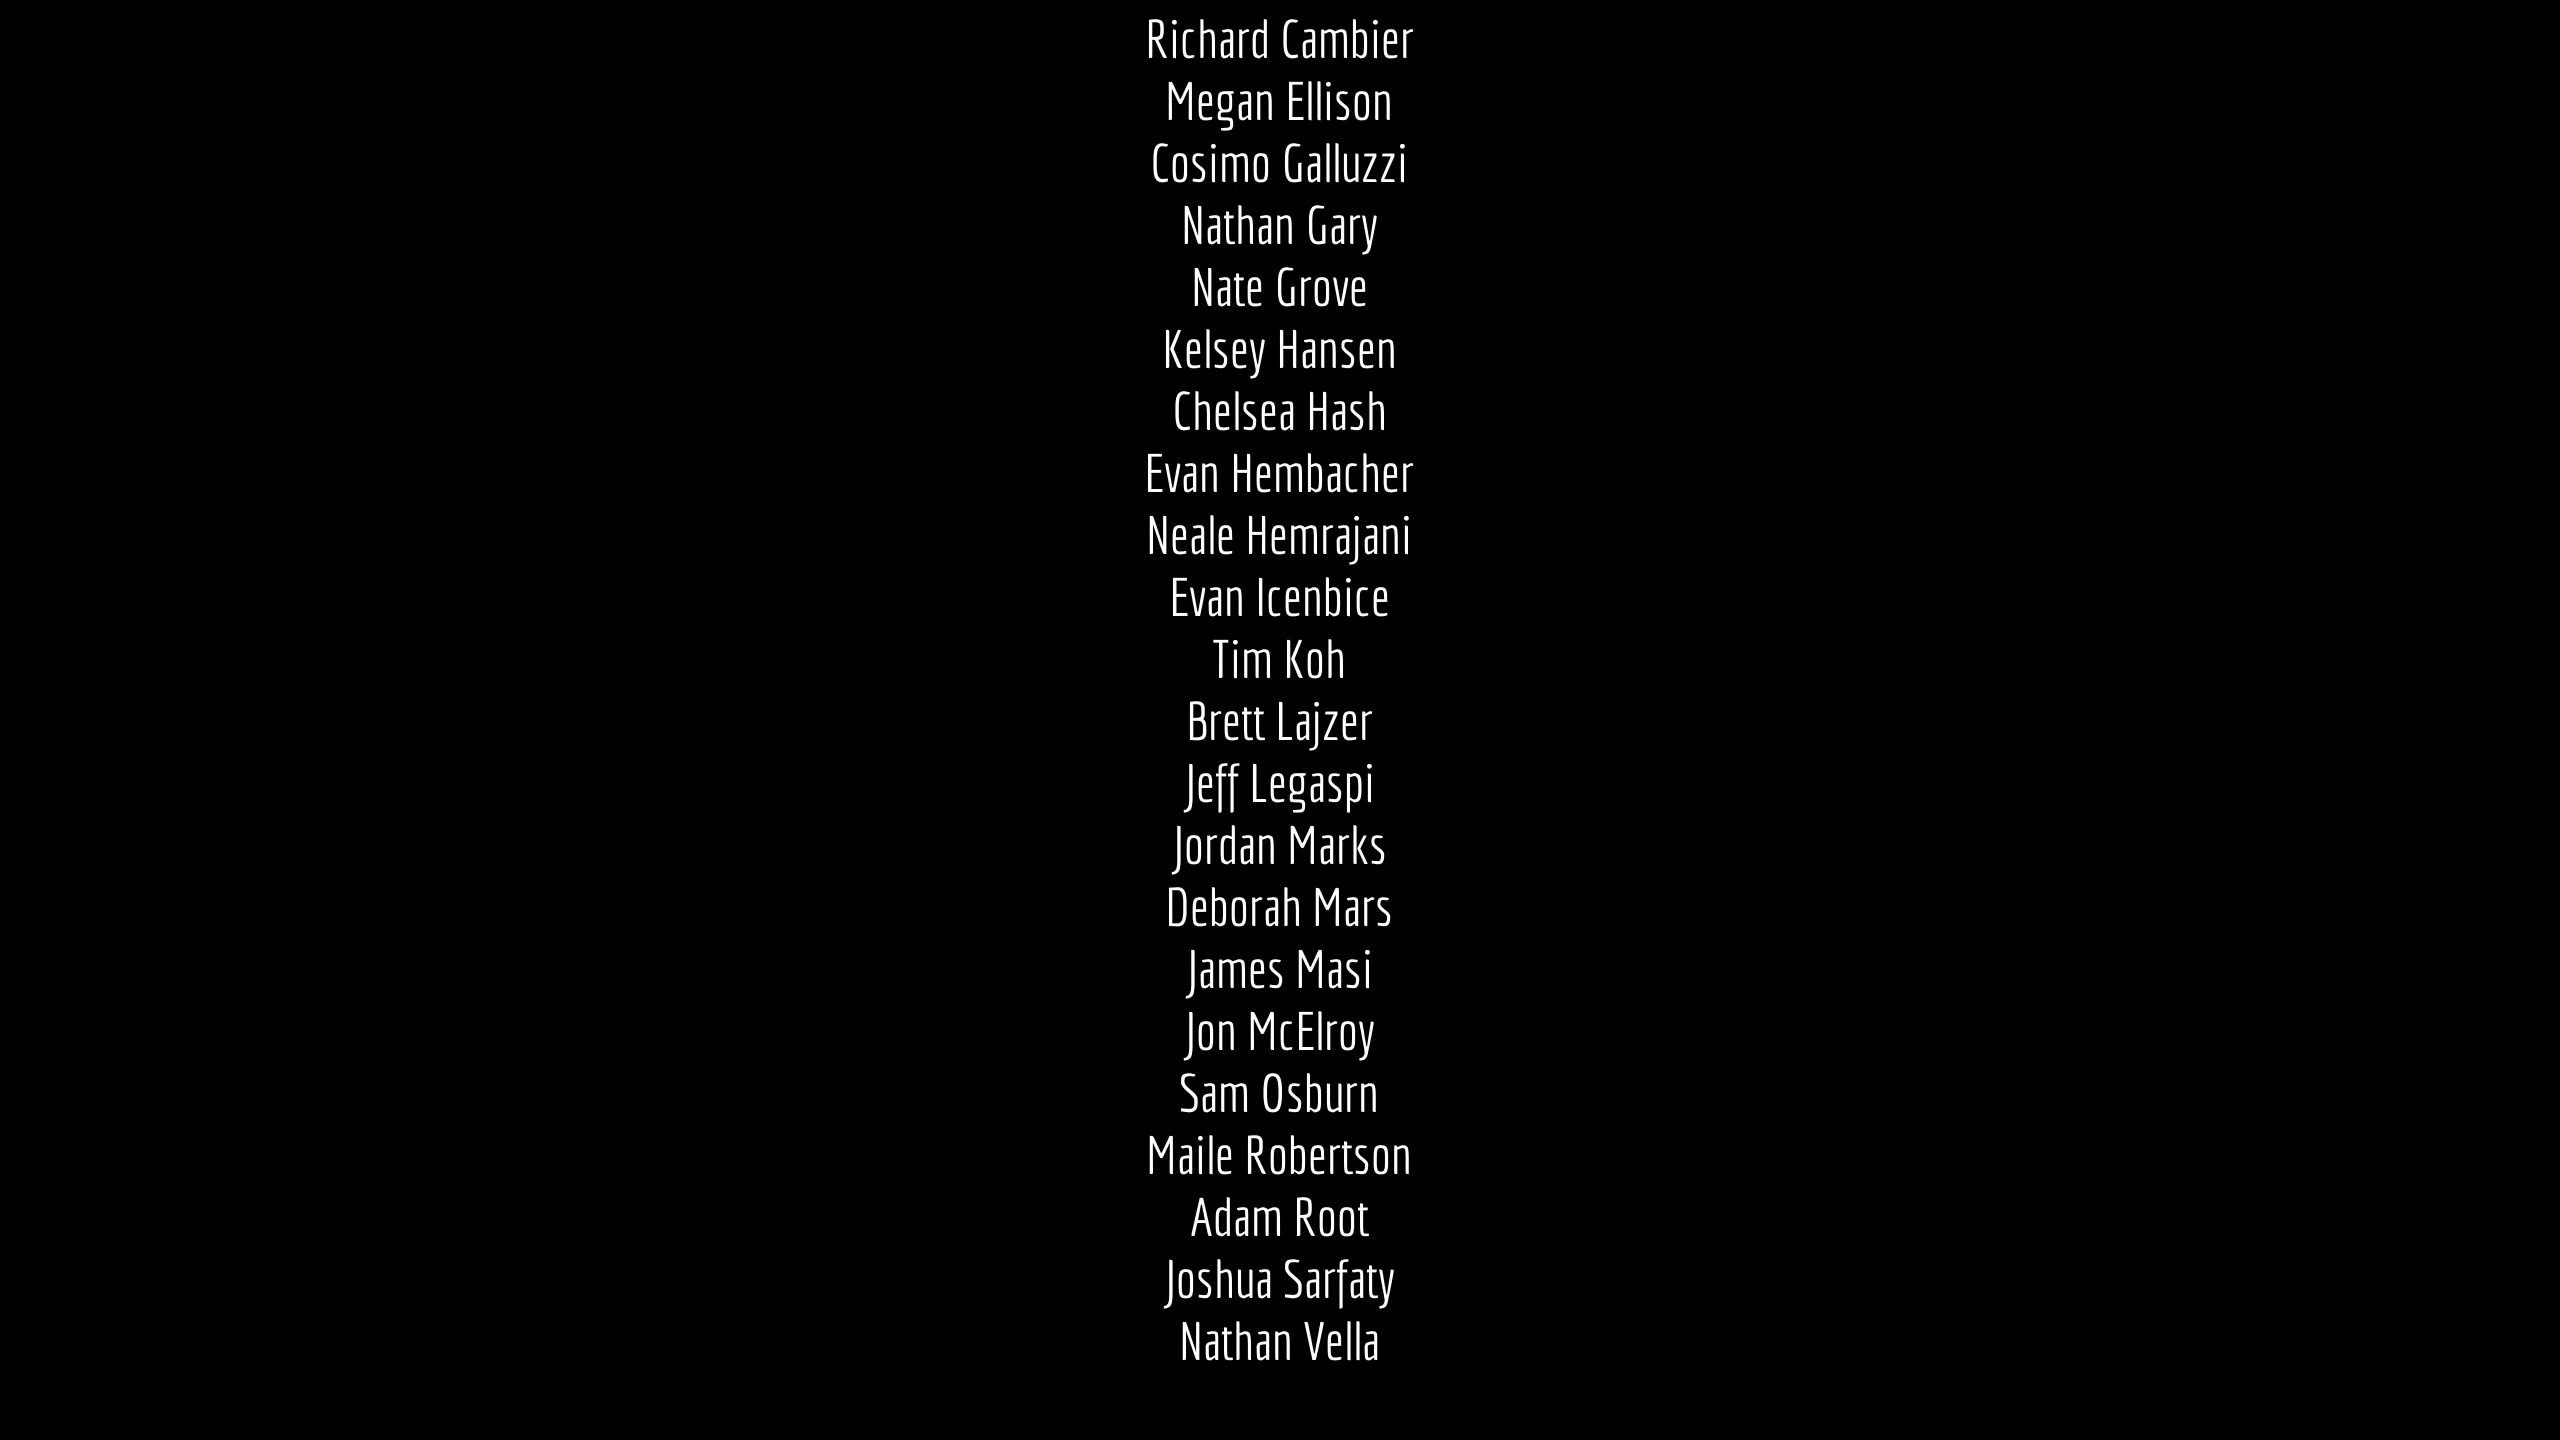 Richard Cambier
Megan Ellison
Cosimo Galluzzi
Nathan Gary
Nate Grove
Kelsey Hansen
Chelsea Hash
Evan Hembacher
Neale Hemrajani
Evan Icenbice
Tim Koh
Brett Lajzer
Jeff Legaspi
Jordan Marks
Deborah Mars
James Masi
Jon McElroy
Sam Osburn
Maile Robertson
Adam Root
Joshua Sarfaty
Nathan Vella